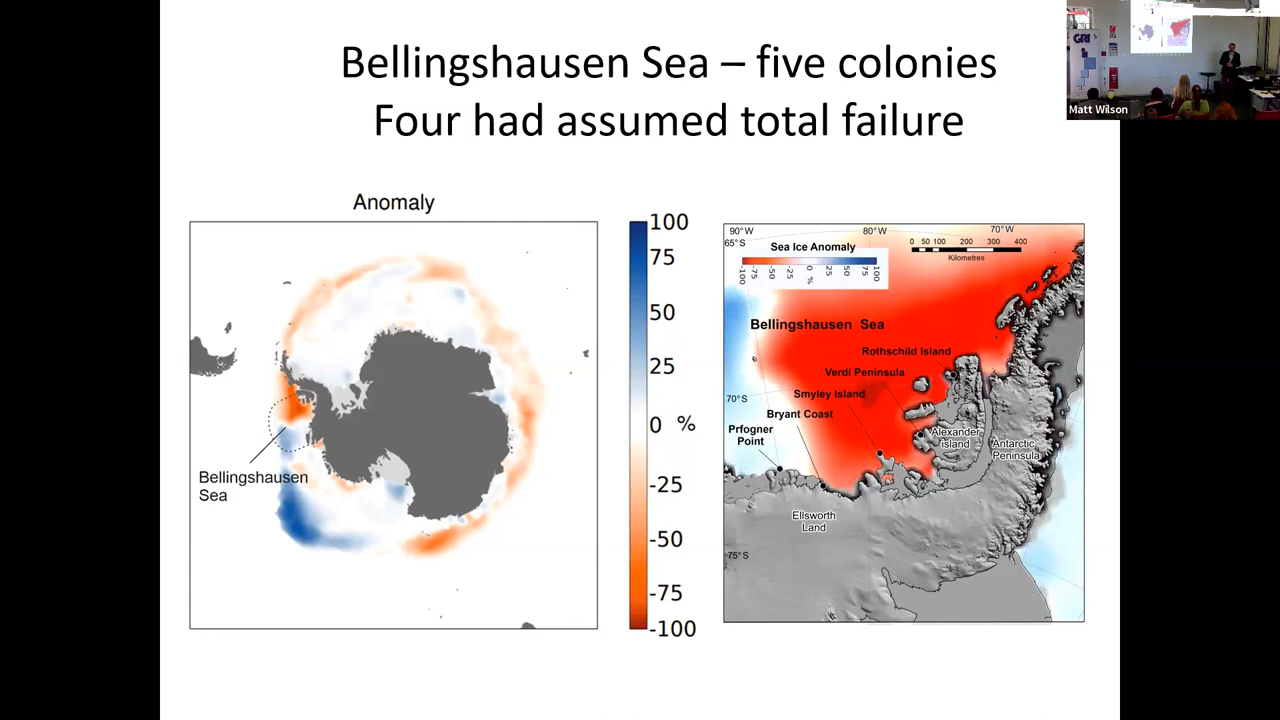 Bellingshausen Sea – five colonies
Four had assumed total failure
Matt Wilson
GRI
Anomaly
100
75
50
25
0 %
-25
-50
-75
-100
Bellingshausen
Sea
90°W
80°W
70°W
65°S
Sea Ice Anomaly
-100
-75
-50
-25
0
25
50
75
100
%
0 50 100 200 300 400
Kilometres
Bellingshausen Sea
Rothschild Island
Verdi Peninsula
Smyley Island
70°S
Bryant Coast
Prfogner
Point
Alexander
island
Antarctic
Peninsula
Ellsworth
Land
75°S